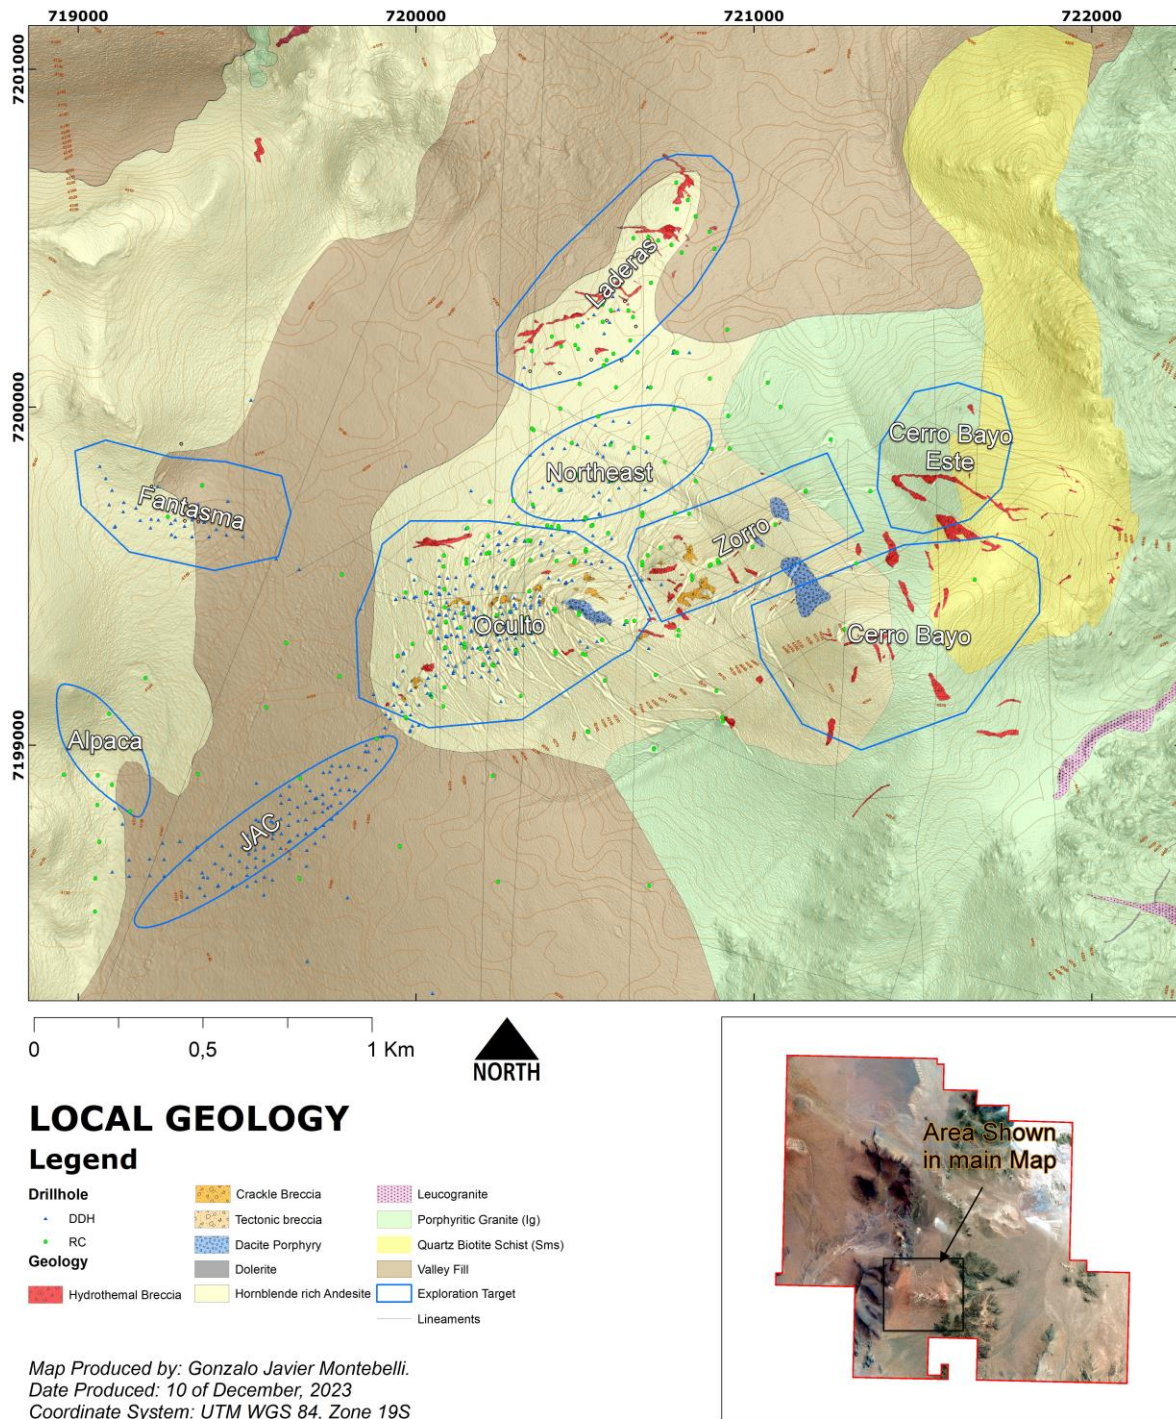 719000
720000
721000
722000
7201000
7200000
7199000
Laderas
Northeast
Cerro Bayo
Este
Fantasma
Zorro
Oculto
Cerro Bayo
Alpaca
JAC
0
0,5
1 Km
NORTH
LOCAL GEOLOGY
Legend
Drillhole
DDH
RC
Geology
Hydrothemal Breccia
Crackle Breccia
Tectonic breccia
Dacite Porphyry
Dolerite
Hornblende rich Andesite
Leucogranite
Porphyritic Granite (Ig)
Quartz Biotite Schist (Sms)
Valley Fill
Exploration Target
Lineaments
Area Shown
in main Map
Map Produced by: Gonzalo Javier Montebelli.
Date Produced: 10 of December, 2023
Coordinate System: UTM WGS 84, Zone 19S